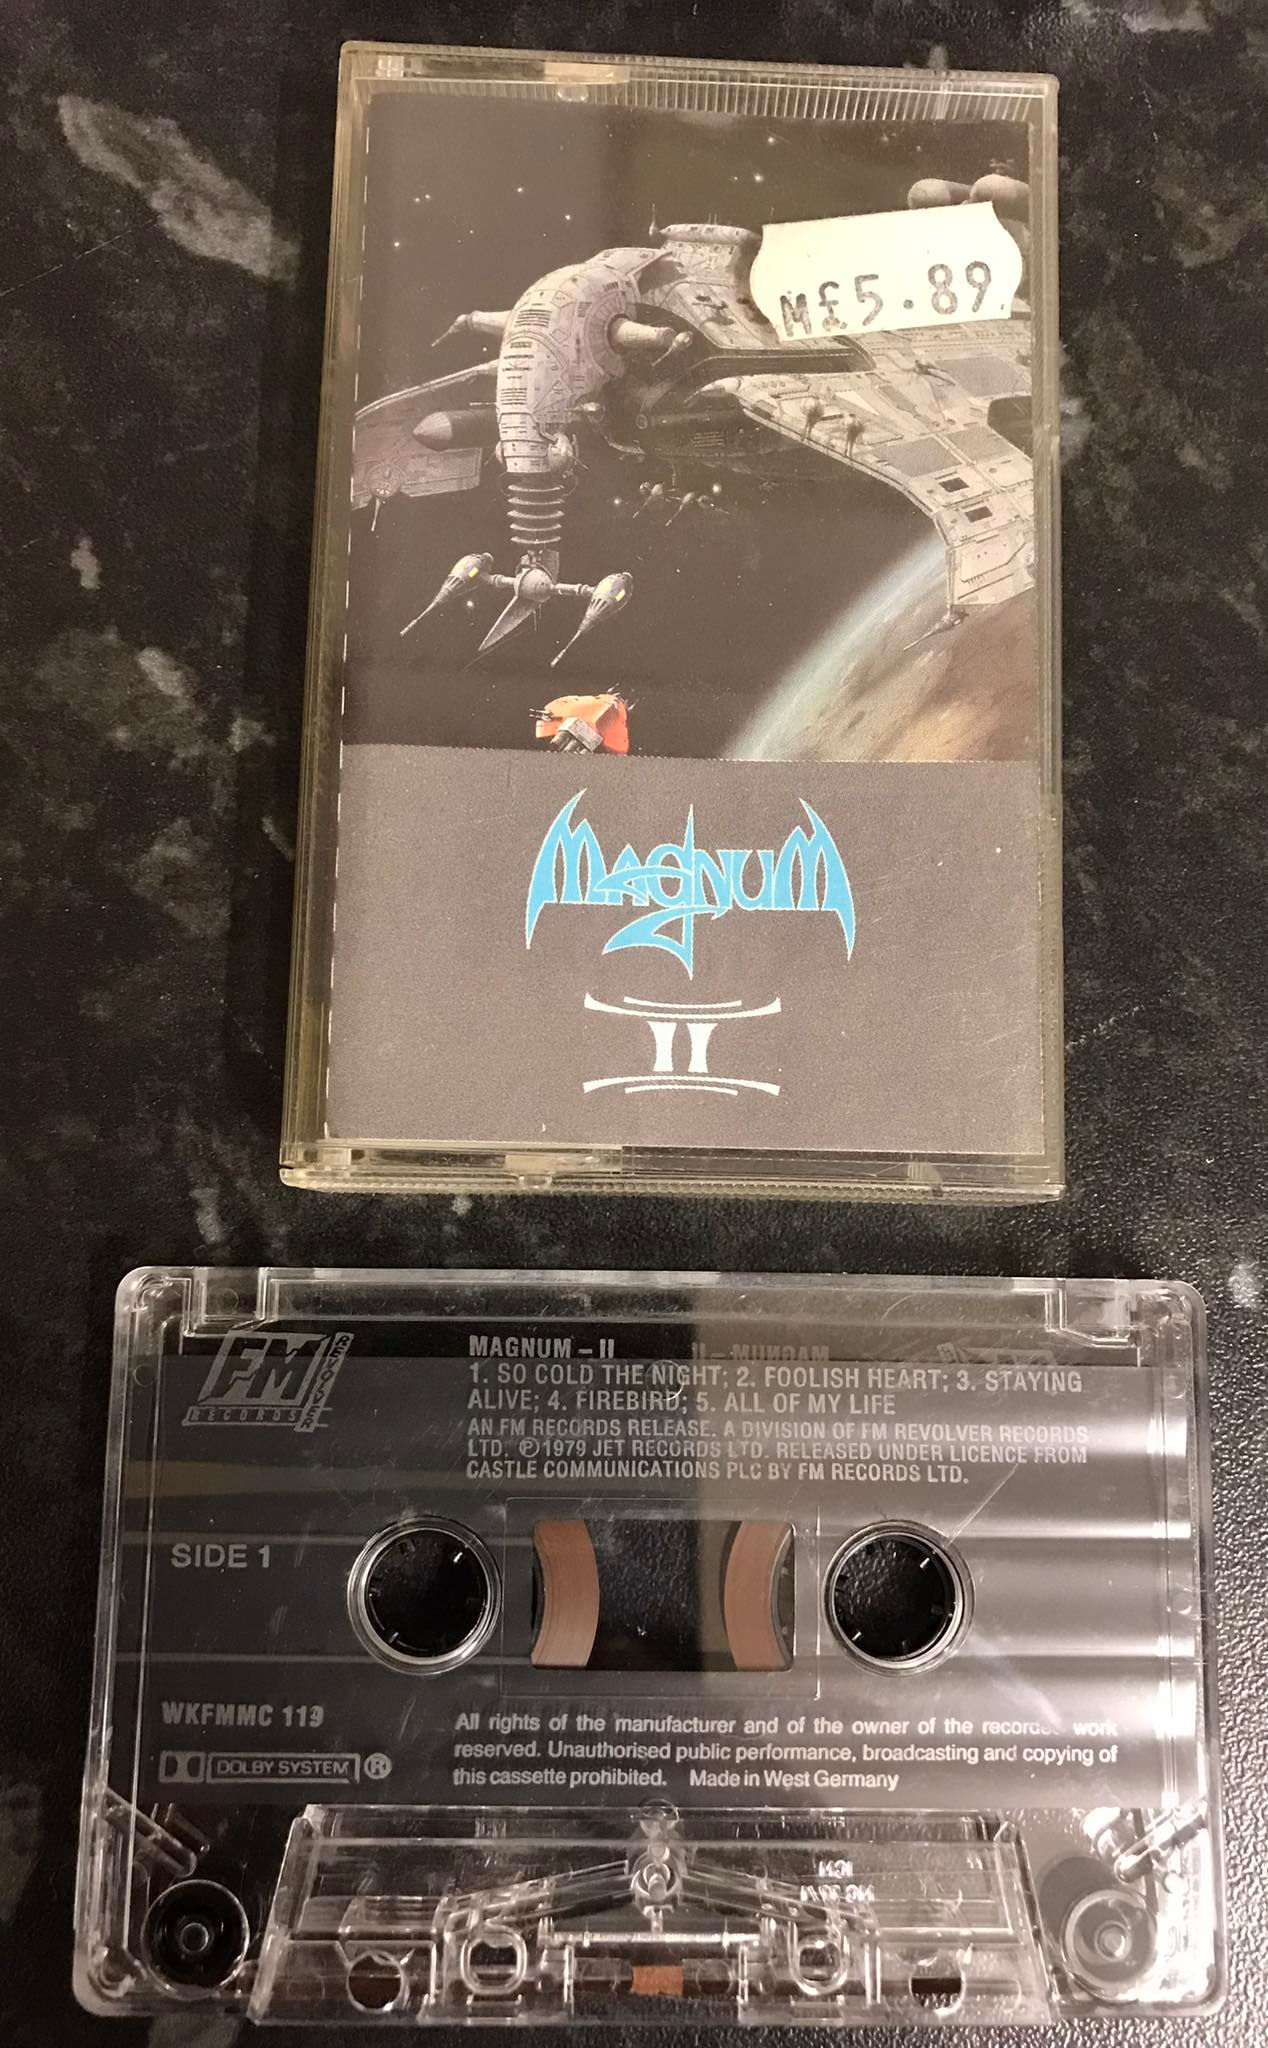 M£5.89
MAGNUM
II
FM
RECORDS
REVOLVER
MAGNUM – II
1. SO COLD THE NIGHT; 2. FOOLISH HEART; 3. STAYING
ALIVE; 4. FIREBIRD; 5. ALL OF MY LIFE
AN FM RECORDS RELEASE. A DIVISION OF FM REVOLVER RECORDS
LTD. ℗1979 JET RECORDS LTD. RELEASED UNDER LICENCE FROM
CASTLE COMMUNICATIONS PLC BY FM RECORDS LTD.
SIDE 1
WKFMMC 119
DOLBY SYSTEM ®
All rights of the manufacturer and of the owner of the recorded work
reserved. Unauthorised public performance, broadcasting and copying of
this cassette prohibited. Made in West Germany